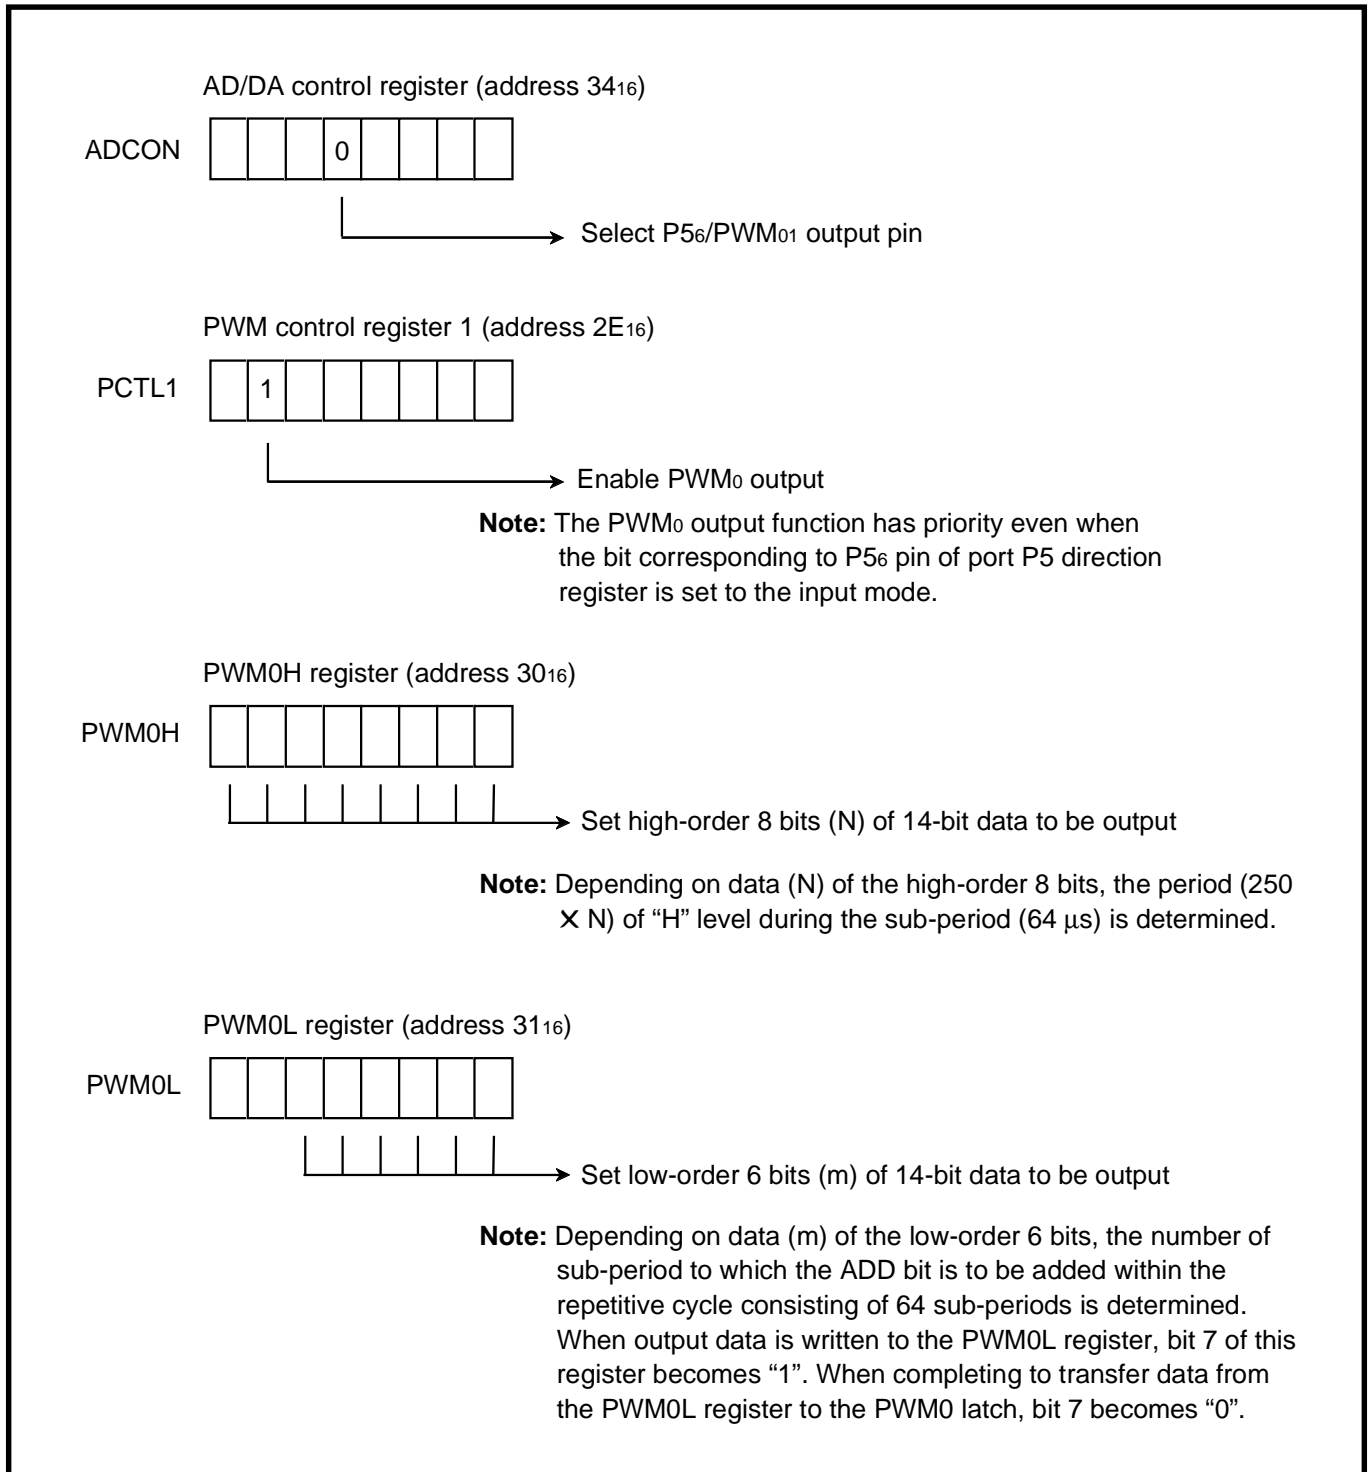 AD/DA control register (address 34₁₆)
ADCON
0
Select P5₆/PWM₀₁ output pin
PWM control register 1 (address 2E₁₆)
PCTL1
1
Enable PWM₀ output
Note: The PWM₀ output function has priority even when
the bit corresponding to P5₆ pin of port P5 direction
register is set to the input mode.
PWM0H register (address 30₁₆)
PWM0H
Set high-order 8 bits (N) of 14-bit data to be output
Note: Depending on data (N) of the high-order 8 bits, the period (250
✕ N) of “H” level during the sub-period (64 μs) is determined.
PWM0L register (address 31₁₆)
PWM0L
Set low-order 6 bits (m) of 14-bit data to be output
Note: Depending on data (m) of the low-order 6 bits, the number of
sub-period to which the ADD bit is to be added within the
repetitive cycle consisting of 64 sub-periods is determined.
When output data is written to the PWM0L register, bit 7 of this
register becomes “1”. When completing to transfer data from
the PWM0L register to the PWM0 latch, bit 7 becomes “0”.